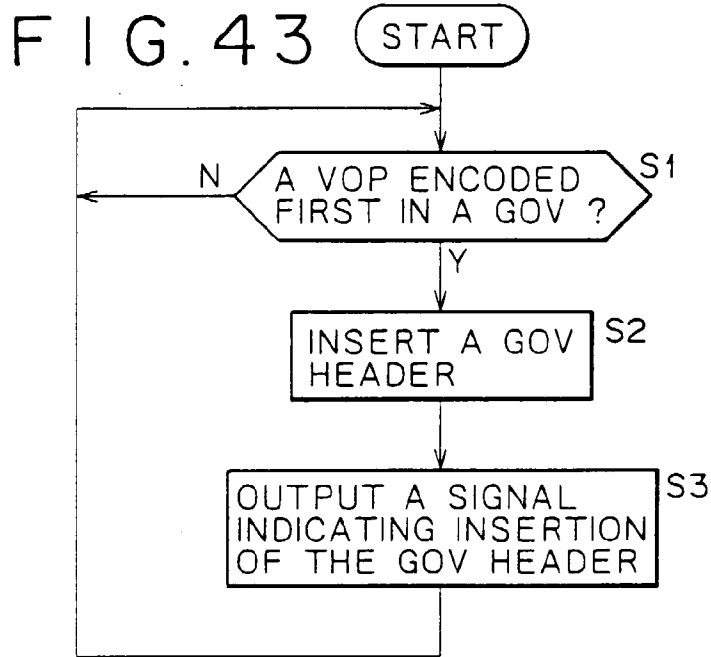 FIG. 43
START
N
A VOP ENCODED
FIRST IN A GOV ?
S1
Y
INSERT A GOV
HEADER
S2
OUTPUT A SIGNAL
INDICATING INSERTION
OF THE GOV HEADER
S3